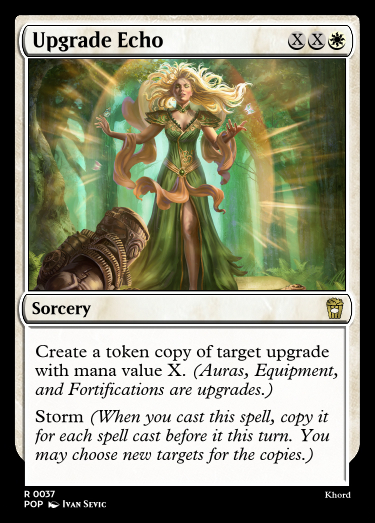 Upgrade Echo XX
Sorcery
Create a token copy of target upgrade
with mana value X. (Auras, Equipment,
and Fortifications are upgrades.)
Storm (When you cast this spell, copy it
for each spell cast before it this turn. You
may choose new targets for the copies.)
R 0037
Khord
POP Ivan Sevic